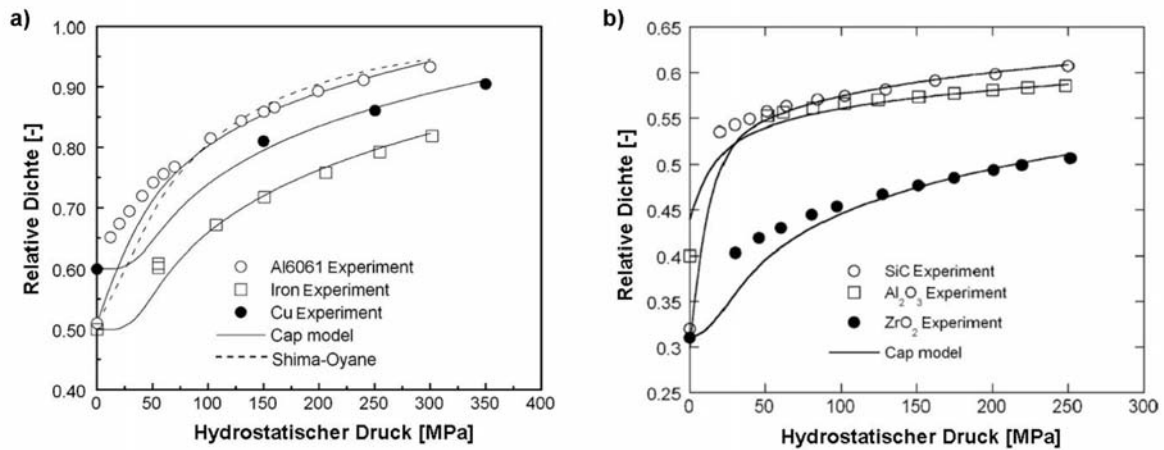 a)
Relative Dichte [-]
1.00
0.90
0.80
0.70
0.60
0.50
0.40
Al6061 Experiment
Iron Experiment
Cu Experiment
Cap model
Shima-Oyane
0 50 100 150 200 250 300 350 400
Hydrostatischer Druck [MPa]
b)
Relative Dichte [-]
0.65
0.6
0.55
0.5
0.45
0.4
0.35
0.3
0.25
SiC Experiment
Al₂O₃ Experiment
ZrO₂ Experiment
Cap model
0 50 100 150 200 250 300
Hydrostatischer Druck [MPa]